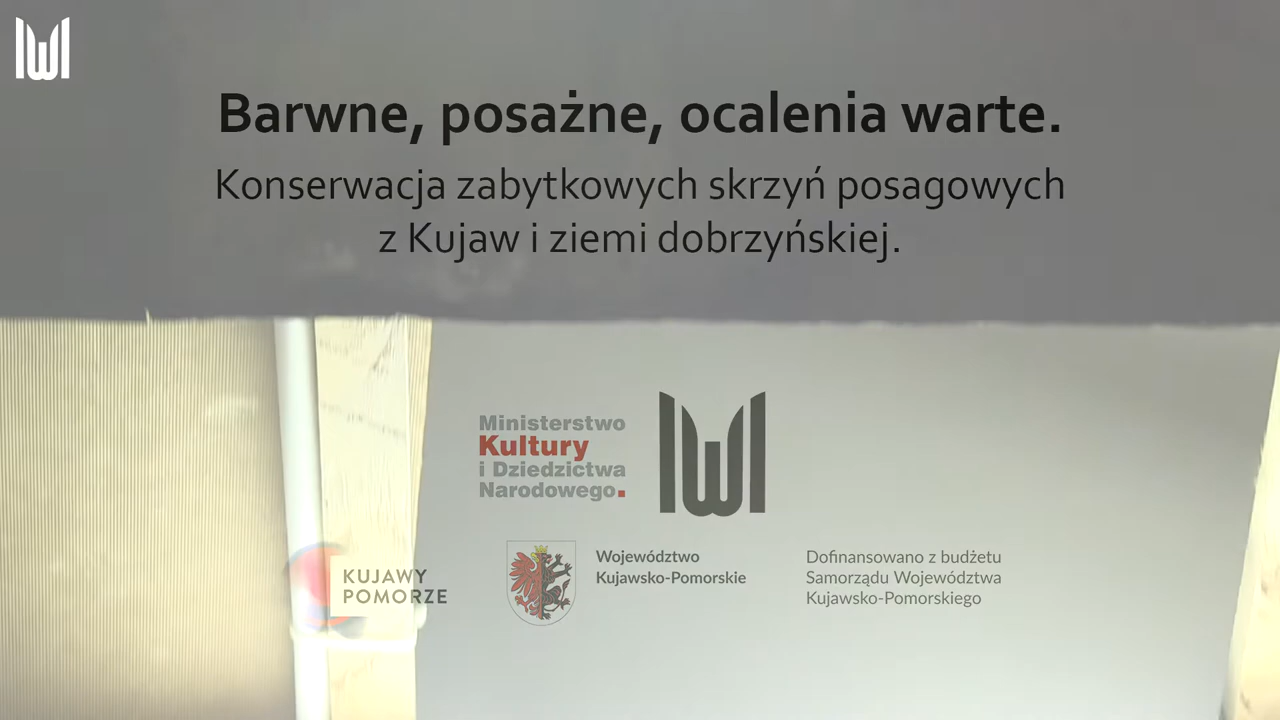 Barwne, posażne, ocalenia warte.
Konserwacja zabytkowych skrzyń posagowych
z Kujaw i ziemi dobrzyńskiej.
Ministerstwo
Kultury
i Dziedzictwa
Narodowego.
KUJAWY
POMORZE
Województwo
Kujawsko-Pomorskie
Dofinansowano z budżetu
Samorządu Województwa
Kujawsko-Pomorskiego